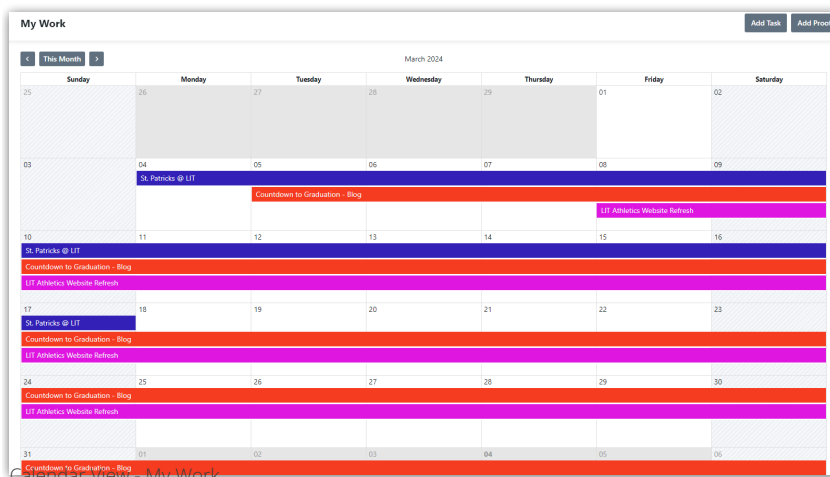 My Work
Add Task Add Proof
< This Month > March 2024
Sunday Monday Tuesday Wednesday Thursday Friday Saturday
25 26 27 28 29 01 02
03 04 05 06 07 08 09
St. Patricks @ LIT
Countdown to Graduation - Blog
LIT Athletics Website Refresh
10 11 12 13 14 15 16
St. Patricks @ LIT
Countdown to Graduation - Blog
LIT Athletics Website Refresh
17 18 19 20 21 22 23
St. Patricks @ LIT
Countdown to Graduation - Blog
LIT Athletics Website Refresh
24 25 26 27 28 29 30
Countdown to Graduation - Blog
LIT Athletics Website Refresh
31 01 02 03 04 05 06
Countdown to Graduation - Blog
Calendar View - My Work